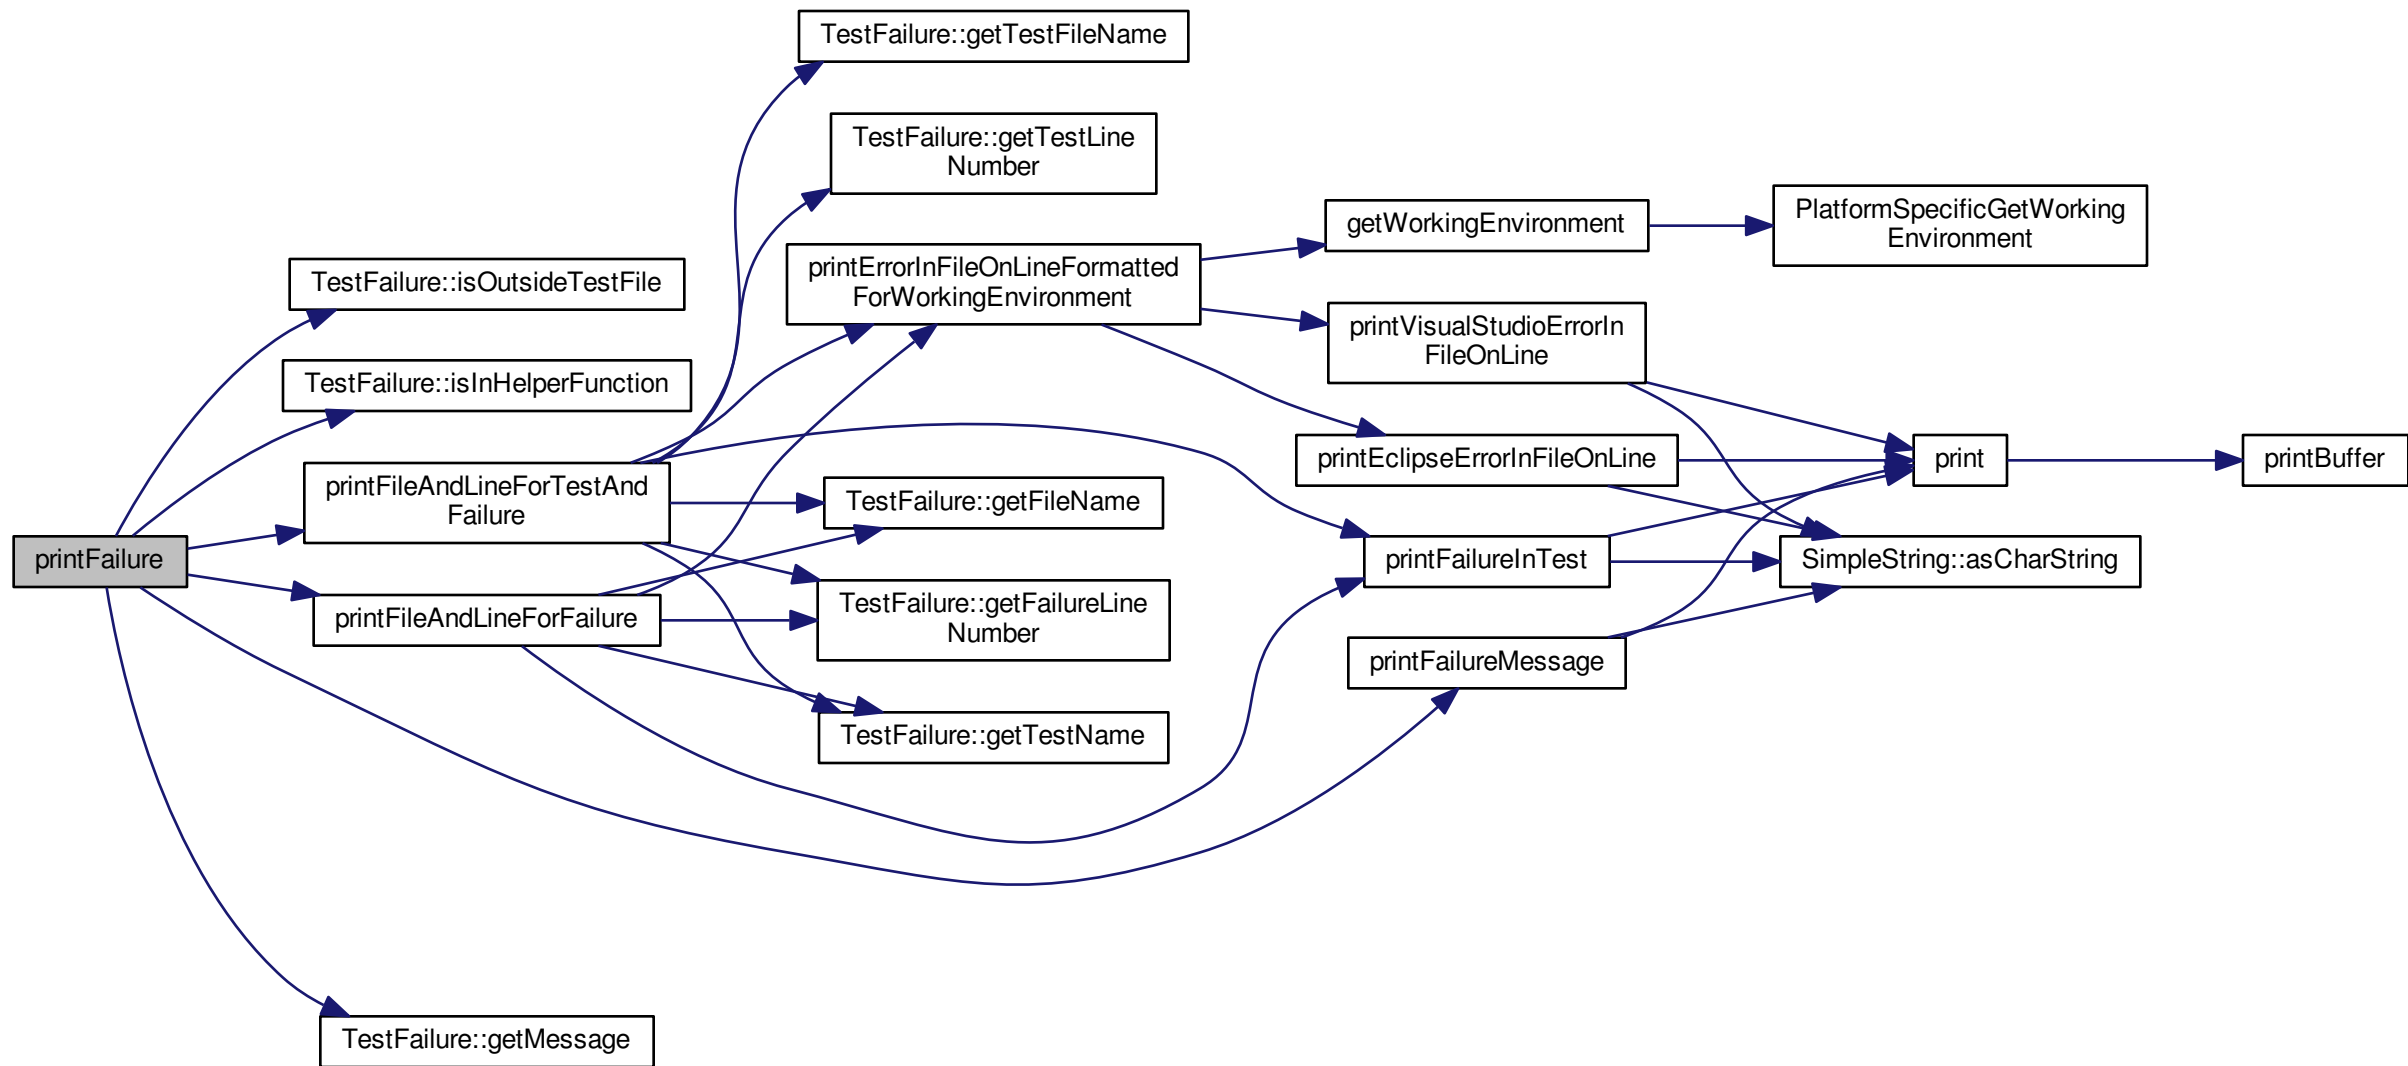 TestFailure::getTestFileName
TestFailure::getTestLine
Number
getWorkingEnvironment
PlatformSpecificGetWorking
Environment
TestFailure::isOutsideTestFile
printErrorInFileOnLineFormatted
ForWorkingEnvironment
printVisualStudioErrorIn
FileOnLine
TestFailure::isInHelperFunction
printFileAndLineForTestAnd
Failure
TestFailure::getFileName
printEclipseErrorInFileOnLine
print
printBuffer
printFailure
printFailureInTest
SimpleString::asCharString
printFileAndLineForFailure
TestFailure::getFailureLine
Number
printFailureMessage
TestFailure::getTestName
TestFailure::getMessage